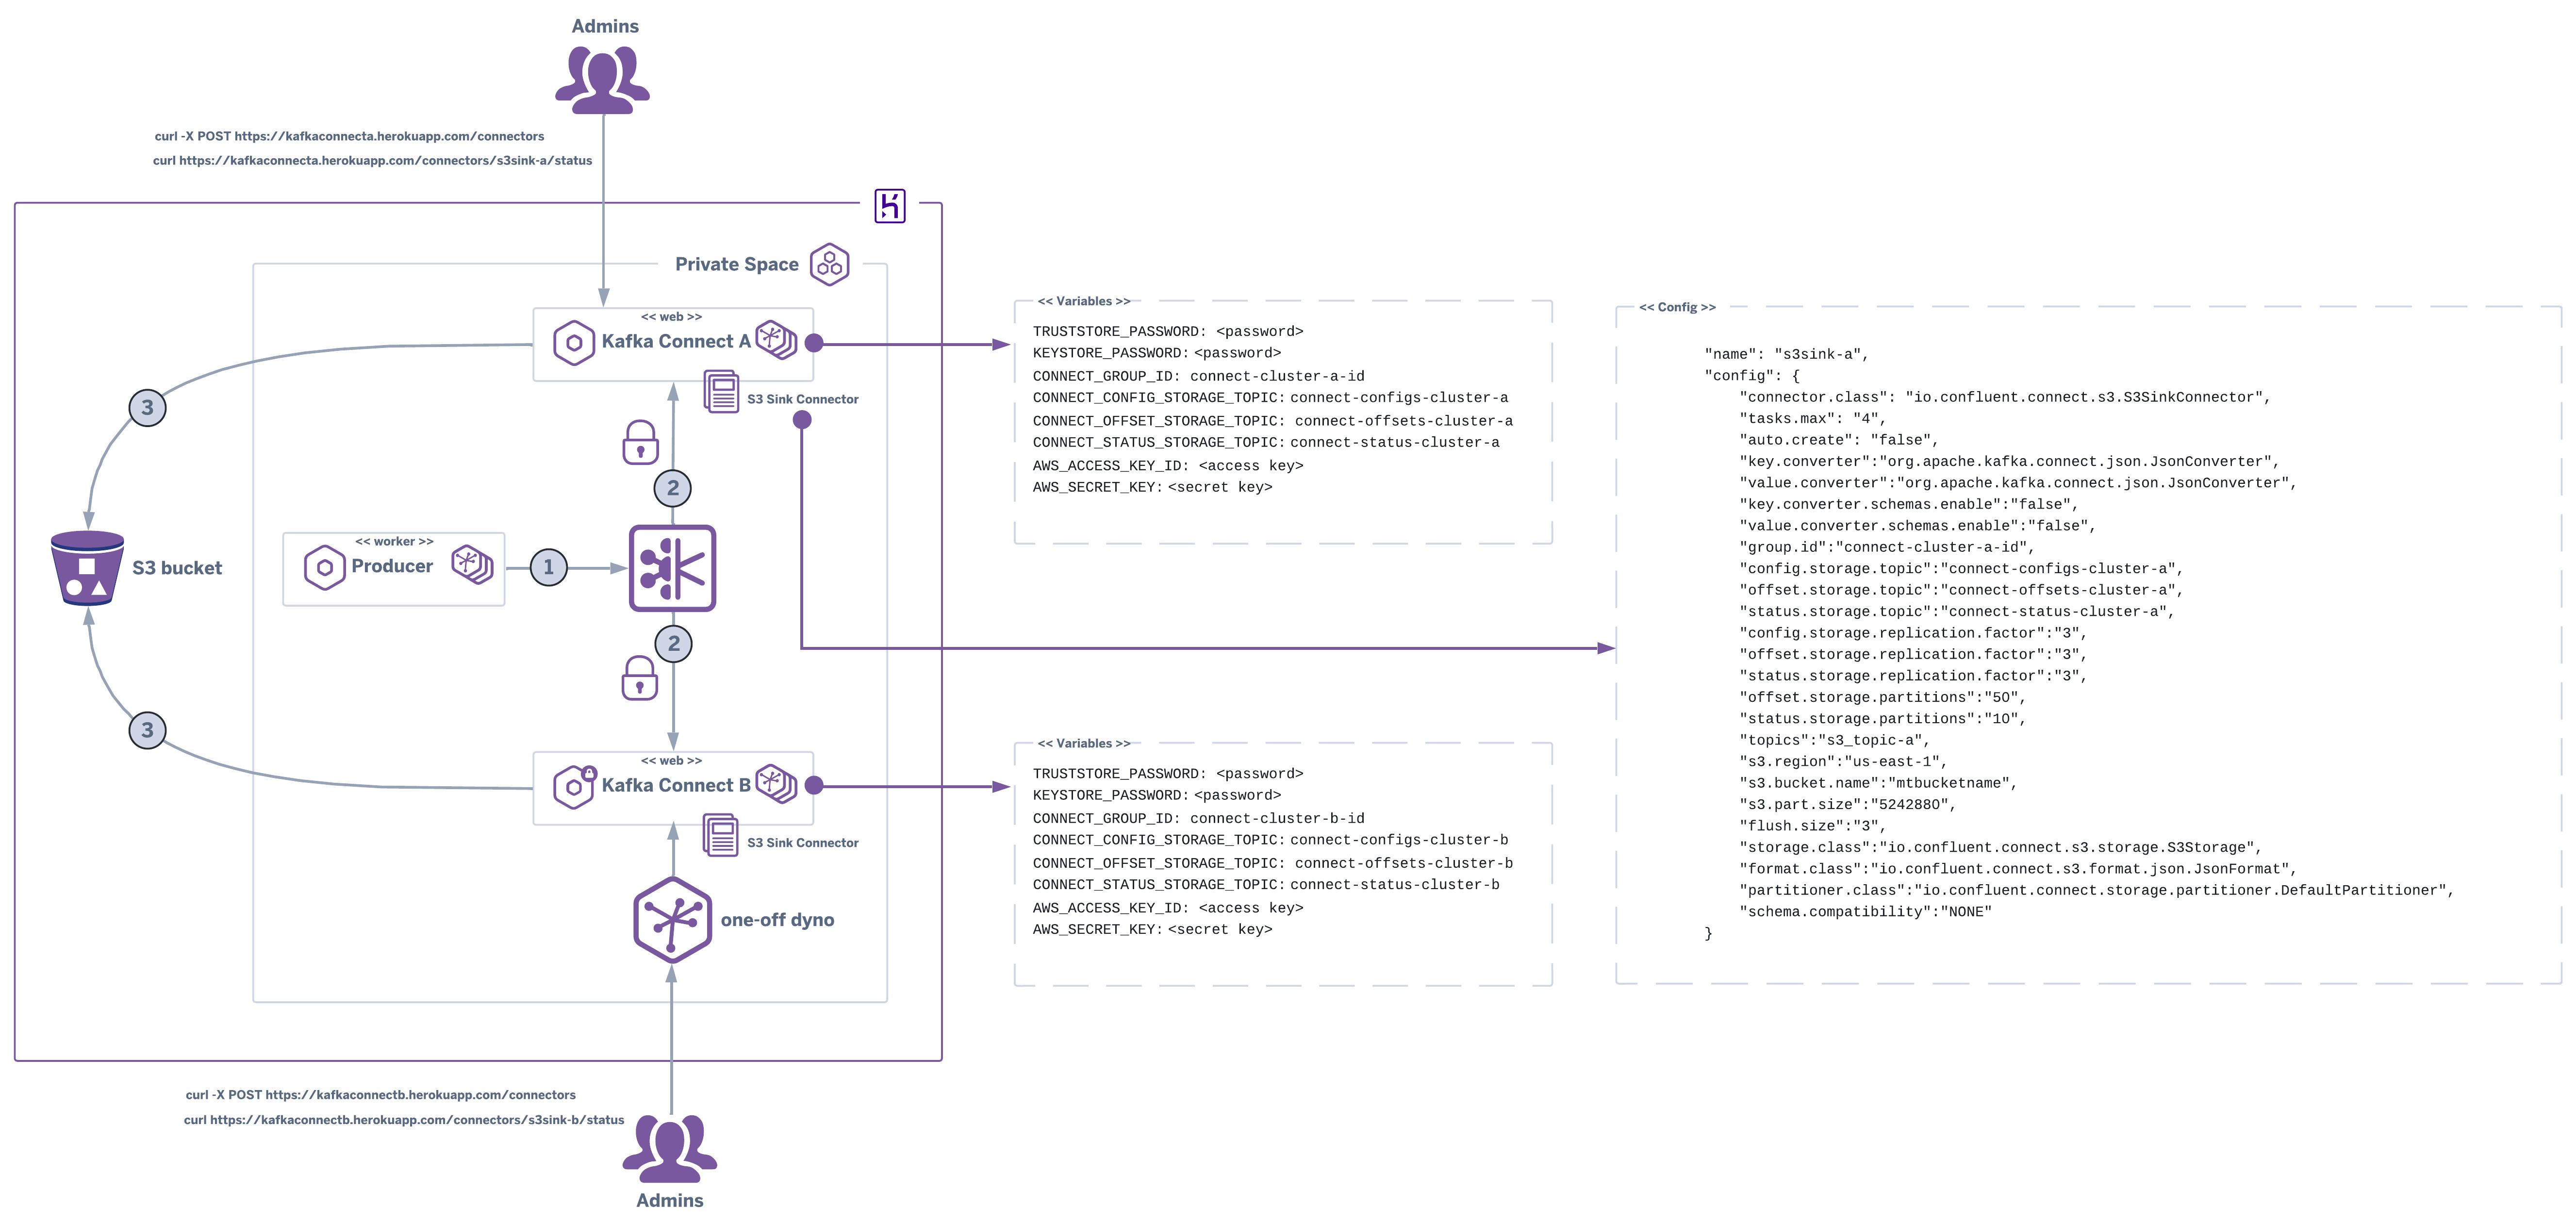 Admins
curl -X POST https://kafkaconnecta.herokuapp.com/connectors
curl https://kafkaconnecta.herokuapp.com/connectors/s3sink-a/status
Private Space
<< web >>
Kafka Connect A
S3 Sink Connector
3
2
<< worker >>
Producer
1
S3 bucket
2
3
<< web >>
Kafka Connect B
S3 Sink Connector
one-off dyno
curl -X POST https://kafkaconnectb.herokuapp.com/connectors
curl https://kafkaconnectb.herokuapp.com/connectors/s3sink-b/status
Admins
<< Variables >>
TRUSTSTORE_PASSWORD: <password>
KEYSTORE_PASSWORD: <password>
CONNECT_GROUP_ID: connect-cluster-a-id
CONNECT_CONFIG_STORAGE_TOPIC: connect-configs-cluster-a
CONNECT_OFFSET_STORAGE_TOPIC: connect-offsets-cluster-a
CONNECT_STATUS_STORAGE_TOPIC: connect-status-cluster-a
AWS_ACCESS_KEY_ID: <access key>
AWS_SECRET_KEY: <secret key>
<< Variables >>
TRUSTSTORE_PASSWORD: <password>
KEYSTORE_PASSWORD: <password>
CONNECT_GROUP_ID: connect-cluster-b-id
CONNECT_CONFIG_STORAGE_TOPIC: connect-configs-cluster-b
CONNECT_OFFSET_STORAGE_TOPIC: connect-offsets-cluster-b
CONNECT_STATUS_STORAGE_TOPIC: connect-status-cluster-b
AWS_ACCESS_KEY_ID: <access key>
AWS_SECRET_KEY: <secret key>
<< Config >>
"name": "s3sink-a",
"config": {
"connector.class": "io.confluent.connect.s3.S3SinkConnector",
"tasks.max": "4",
"auto.create": "false",
"key.converter":"org.apache.kafka.connect.json.JsonConverter",
"value.converter":"org.apache.kafka.connect.json.JsonConverter",
"key.converter.schemas.enable":"false",
"value.converter.schemas.enable":"false",
"group.id":"connect-cluster-a-id",
"config.storage.topic":"connect-configs-cluster-a",
"offset.storage.topic":"connect-offsets-cluster-a",
"status.storage.topic":"connect-status-cluster-a",
"config.storage.replication.factor":"3",
"offset.storage.replication.factor":"3",
"status.storage.replication.factor":"3",
"offset.storage.partitions":"50",
"status.storage.partitions":"10",
"topics":"s3_topic-a",
"s3.region":"us-east-1",
"s3.bucket.name":"mtbucketname",
"s3.part.size":"5242880",
"flush.size":"3",
"storage.class":"io.confluent.connect.s3.storage.S3Storage",
"format.class":"io.confluent.connect.s3.format.json.JsonFormat",
"partitioner.class":"io.confluent.connect.storage.partitioner.DefaultPartitioner",
"schema.compatibility":"NONE"
}